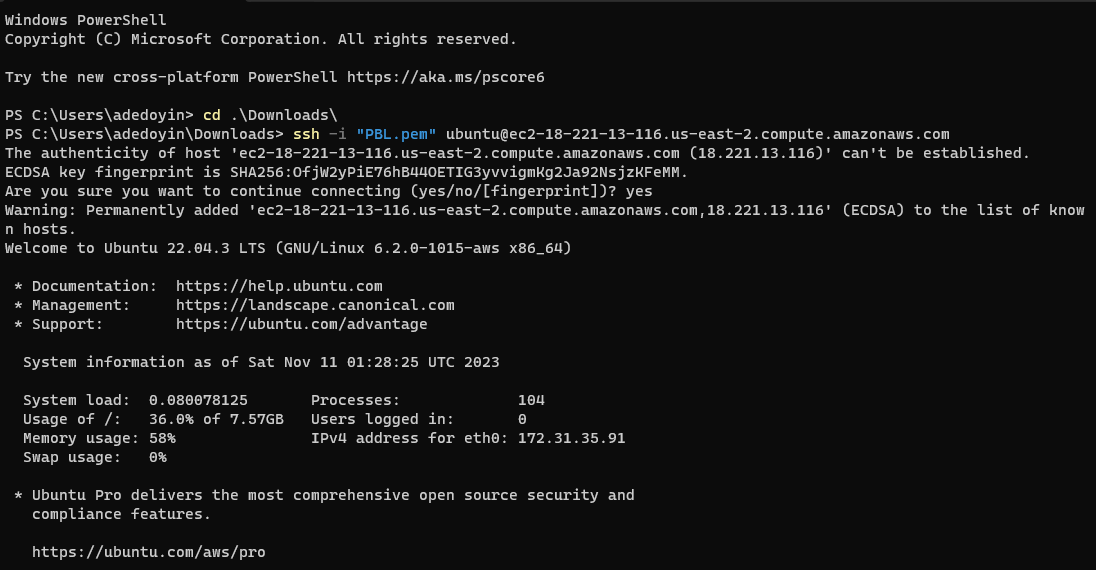 Windows PowerShell
Copyright (C) Microsoft Corporation. All rights reserved.
Try the new cross-platform PowerShell https://aka.ms/pscore6
PS C:\Users\adedoyin> cd .\Downloads\
PS C:\Users\adedoyin\Downloads> ssh -i "PBL.pem" ubuntu@ec2-18-221-13-116.us-east-2.compute.amazonaws.com
The authenticity of host 'ec2-18-221-13-116.us-east-2.compute.amazonaws.com (18.221.13.116)' can't be established.
ECDSA key fingerprint is SHA256:OfjW2yPiE76hB44OETIG3yvvigmKg2Ja92NsjzKFeMM.
Are you sure you want to continue connecting (yes/no/[fingerprint])? yes
Warning: Permanently added 'ec2-18-221-13-116.us-east-2.compute.amazonaws.com,18.221.13.116' (ECDSA) to the list of know
n hosts.
Welcome to Ubuntu 22.04.3 LTS (GNU/Linux 6.2.0-1015-aws x86_64)
* Documentation:  https://help.ubuntu.com
* Management:     https://landscape.canonical.com
* Support:        https://ubuntu.com/advantage
System information as of Sat Nov 11 01:28:25 UTC 2023
System load:  0.080078125       Processes:             104
Usage of /:   36.0% of 7.57GB   Users logged in:       0
Memory usage: 58%               IPv4 address for eth0: 172.31.35.91
Swap usage:   0%
* Ubuntu Pro delivers the most comprehensive open source security and
compliance features.
https://ubuntu.com/aws/pro